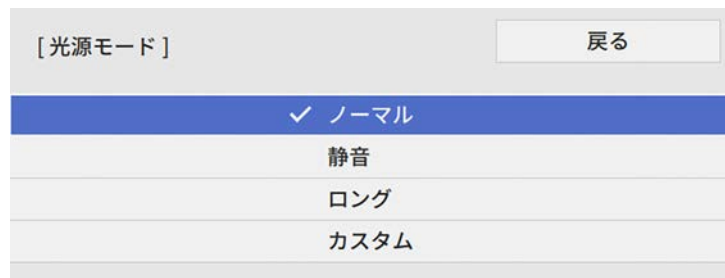 [光源モード]
戻る
✓ ノーマル
静音
ロング
カスタム